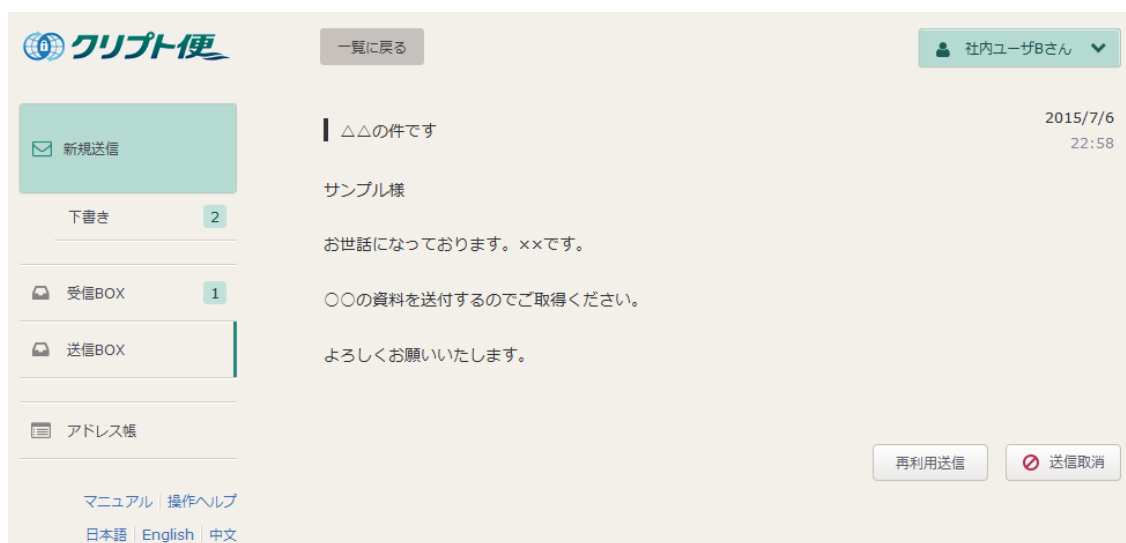 クリプト便
一覧に戻る
社内ユーザBさん
新規送信
下書き 2
受信BOX 1
送信BOX
アドレス帳
マニュアル 操作ヘルプ
日本語 English 中文
△△の件です
2015/7/6
22:58
サンプル様
お世話になっております。××です。
○○の資料を送付するのでご取得ください。
よろしくお願いいたします。
再利用送信
送信取消